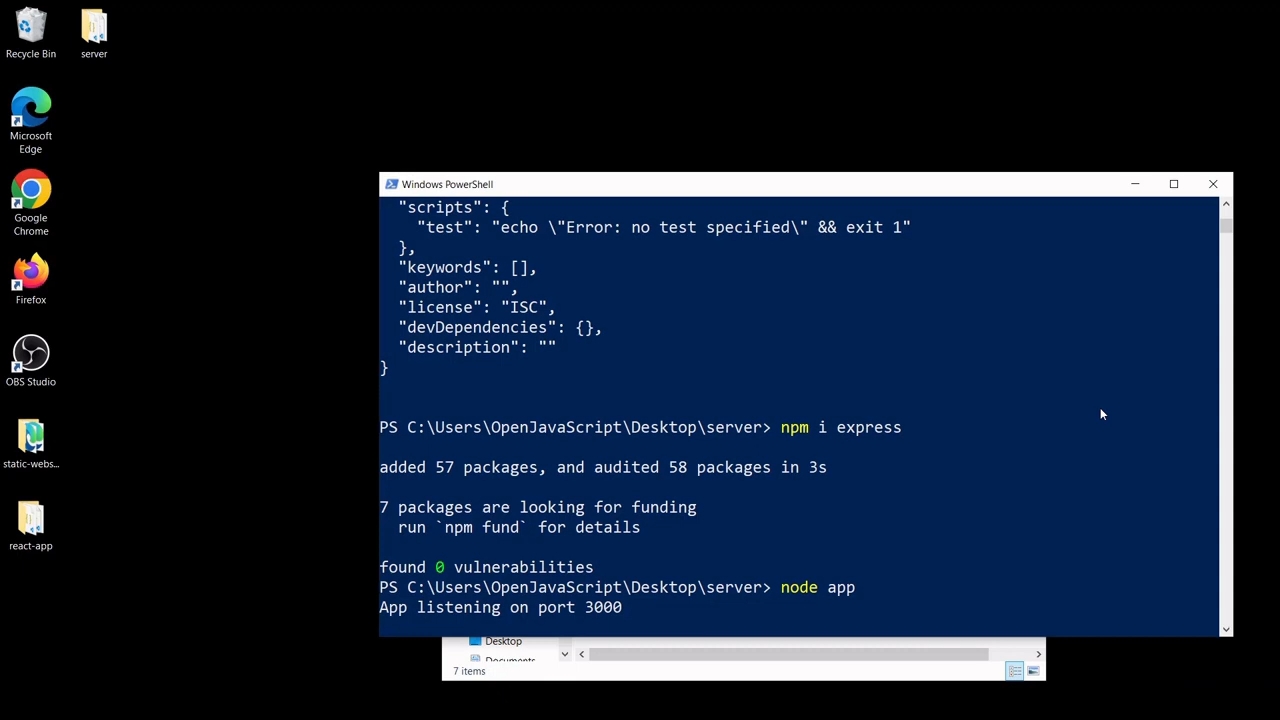 Recycle Bin
server
Microsoft
Edge
Google
Chrome
Firefox
OBS Studio
static-webs...
react-app
Windows PowerShell
"scripts": {
"test": "echo \"Error: no test specified\" && exit 1"
},
"keywords": [],
"author": "",
"license": "ISC",
"devDependencies": {},
"description": ""
}
PS C:\Users\OpenJavaScript\Desktop\server> npm i express
added 57 packages, and audited 58 packages in 3s
7 packages are looking for funding
run `npm fund` for details
found 0 vulnerabilities
PS C:\Users\OpenJavaScript\Desktop\server> node app
App listening on port 3000
Desktop
Documents
7 items